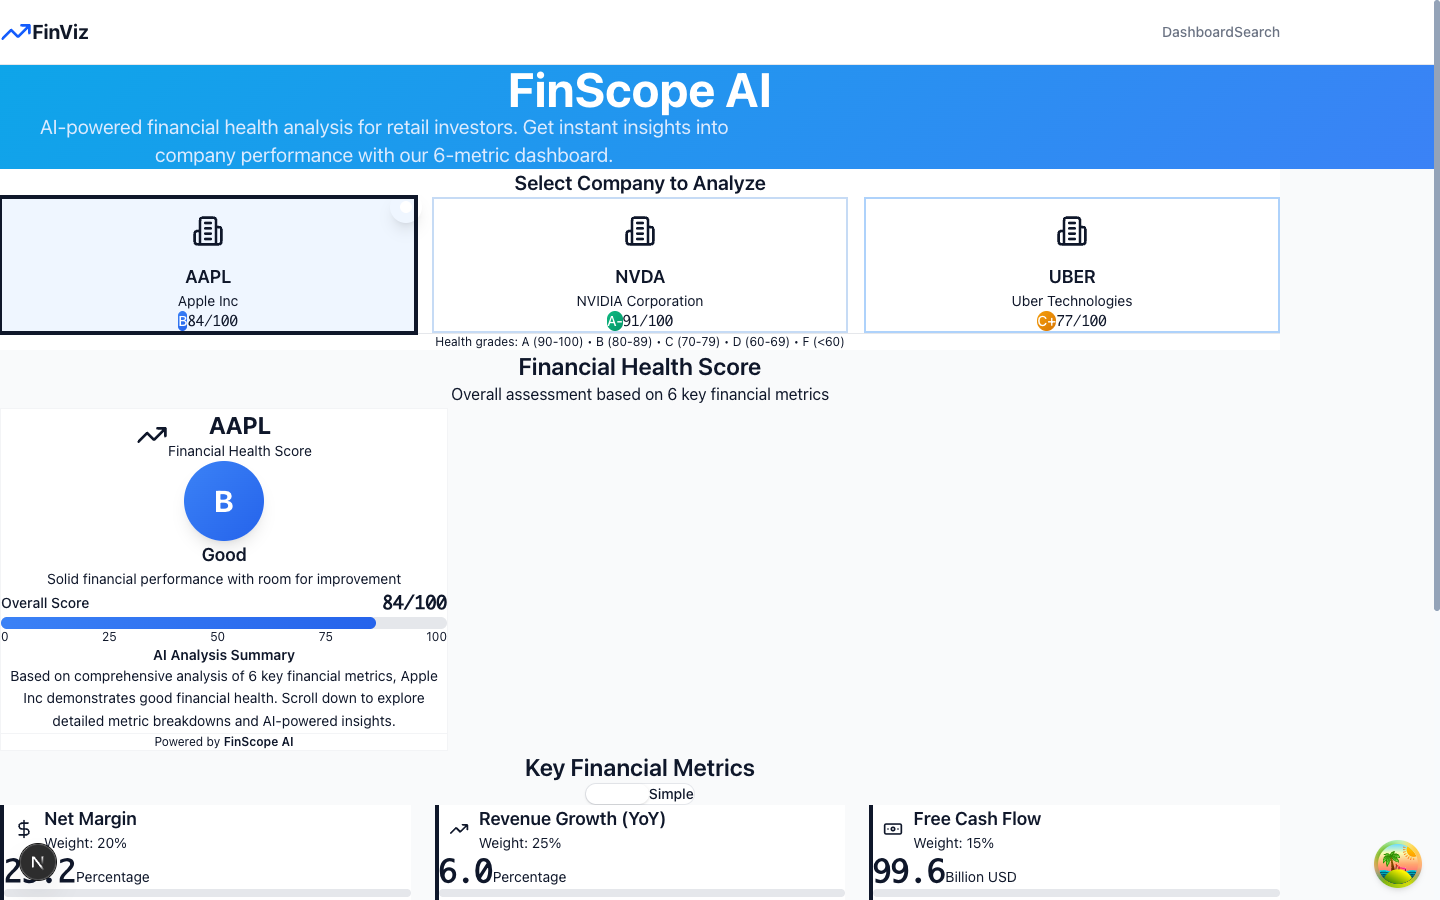 FinViz
Dashboard Search
FinScope AI
AI-powered financial health analysis for retail investors. Get instant insights into
company performance with our 6-metric dashboard.
Select Company to Analyze
AAPL
Apple Inc
B 84/100
NVDA
NVIDIA Corporation
A- 91/100
UBER
Uber Technologies
C+ 77/100
Health grades: A (90-100) • B (80-89) • C (70-79) • D (60-69) • F (<60)
Financial Health Score
Overall assessment based on 6 key financial metrics
AAPL
Financial Health Score
B
Good
Solid financial performance with room for improvement
Overall Score 84/100
0 25 50 75 100
AI Analysis Summary
Based on comprehensive analysis of 6 key financial metrics, Apple
Inc demonstrates good financial health. Scroll down to explore
detailed metric breakdowns and AI-powered insights.
Powered by FinScope AI
Key Financial Metrics
Simple
Net Margin
Weight: 20%
Percentage
N
Revenue Growth (YoY)
Weight: 25%
6.0 Percentage
Free Cash Flow
Weight: 15%
99.6 Billion USD